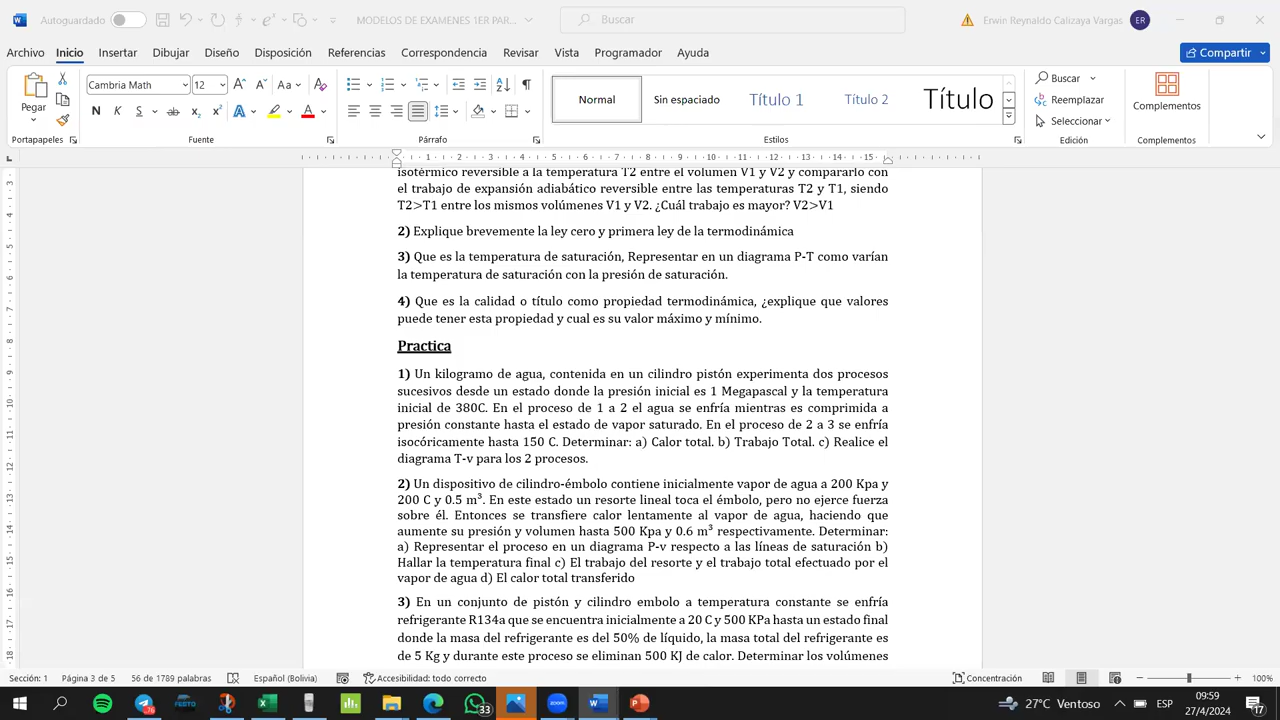 Autoguardado
MODELOS DE EXAMENES 1ER PAR...
Buscar
Erwin Reynaldo Calizaya Vargas
ER
Archivo Inicio Insertar Dibujar Diseño Disposición Referencias Correspondencia Revisar Vista Programador Ayuda
Compartir
Pegar
Cambria Math 12
Normal
Sin espaciado
Título 1
Título 2
Título
Buscar
Reemplazar
Seleccionar
Complementos
Portapapeles Fuente Párrafo Estilos Edición Complementos
1 2 3 4 5 6 7 8 9 10 11 12 13 14 15
isotérmico reversible a la temperatura T2 entre el volumen V1 y V2 y compararlo con
el trabajo de expansión adiabático reversible entre las temperaturas T2 y T1, siendo
T2>T1 entre los mismos volúmenes V1 y V2. ¿Cuál trabajo es mayor? V2>V1
2) Explique brevemente la ley cero y primera ley de la termodinámica
3) Que es la temperatura de saturación, Representar en un diagrama P-T como varían
la temperatura de saturación con la presión de saturación.
4) Que es la calidad o título como propiedad termodinámica, ¿explique que valores
puede tener esta propiedad y cual es su valor máximo y mínimo.
Practica
1) Un kilogramo de agua, contenida en un cilindro pistón experimenta dos procesos
sucesivos desde un estado donde la presión inicial es 1 Megapascal y la temperatura
inicial de 380C. En el proceso de 1 a 2 el agua se enfría mientras es comprimida a
presión constante hasta el estado de vapor saturado. En el proceso de 2 a 3 se enfría
isocóricamente hasta 150 C. Determinar: a) Calor total. b) Trabajo Total. c) Realice el
diagrama T-v para los 2 procesos.
2) Un dispositivo de cilindro-émbolo contiene inicialmente vapor de agua a 200 Kpa y
200 C y 0.5 m³. En este estado un resorte lineal toca el émbolo, pero no ejerce fuerza
sobre él. Entonces se transfiere calor lentamente al vapor de agua, haciendo que
aumente su presión y volumen hasta 500 Kpa y 0.6 m³ respectivamente. Determinar:
a) Representar el proceso en un diagrama P-v respecto a las líneas de saturación b)
Hallar la temperatura final c) El trabajo del resorte y el trabajo total efectuado por el
vapor de agua d) El calor total transferido
3) En un conjunto de pistón y cilindro embolo a temperatura constante se enfría
refrigerante R134a que se encuentra inicialmente a 20 C y 500 KPa hasta un estado final
donde la masa del refrigerante es del 50% de líquido, la masa total del refrigerante es
de 5 Kg y durante este proceso se eliminan 500 KJ de calor. Determinar los volúmenes
Sección: 1 Página 3 de 5 56 de 1789 palabras Español (Bolivia) Accesibilidad: todo correcto Concentración 100%
FESTO
zoom
33
27°C Ventoso
ESP
09:59
27/4/2024
17